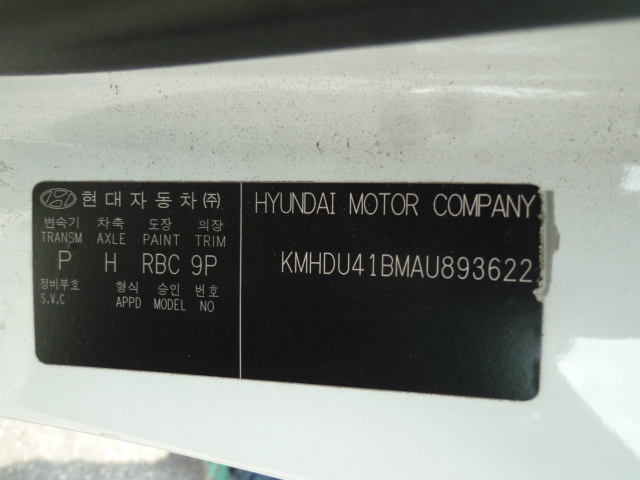 현대자동차㈜
변속기 차축 도장 의장
TRANSM AXLE PAINT TRIM
P H RBC 9P
정비부호 형식 승인 번호
S.V.C APPD MODEL NO
HYUNDAI MOTOR COMPANY
KMHDU41BMAU893622